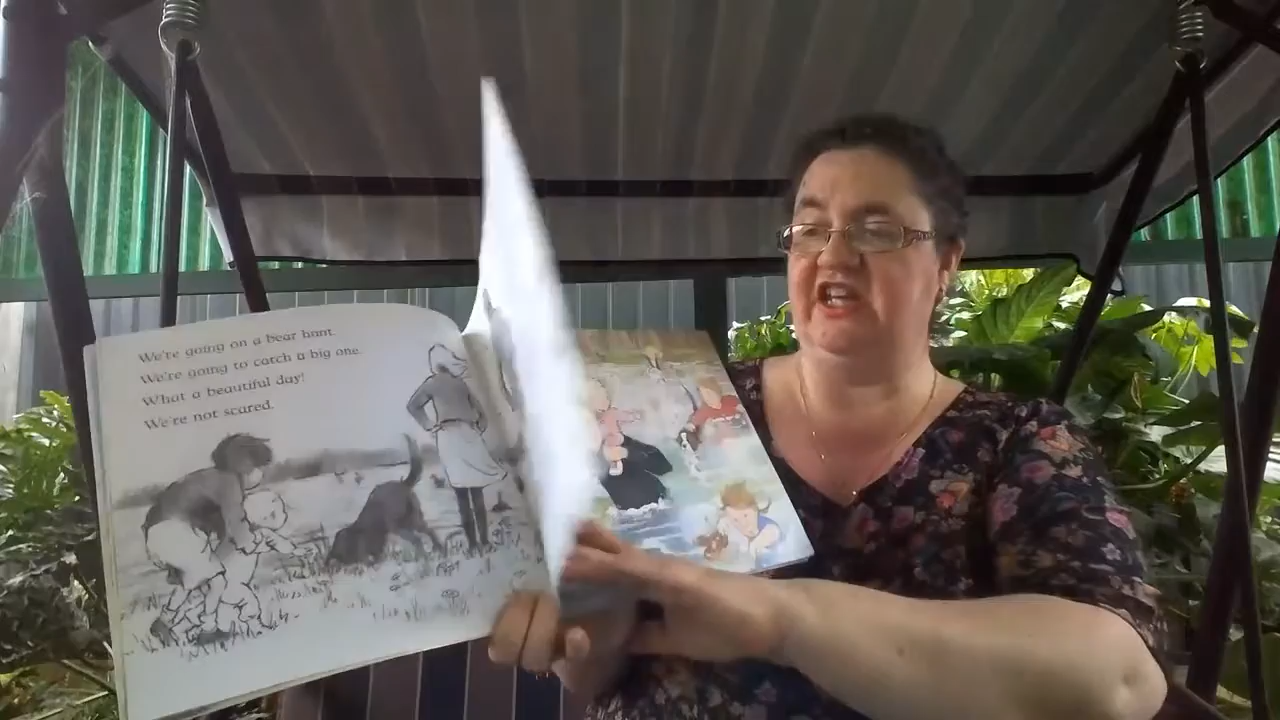 We're going on a bear hunt.
We're going to catch a big one.
What a beautiful day!
We're not scared.